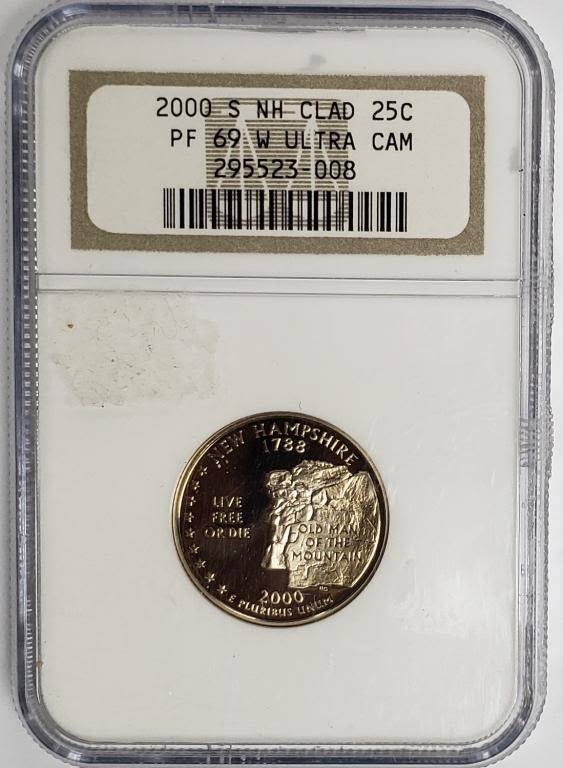 2000 S NH CLAD 25C
PF 69 W ULTRA CAM
295523-008
NEW HAMPSHIRE
1788
LIVE
FREE
OR DIE
OLD MAN
OF THE
MOUNTAIN
2000
E PLURIBUS UNUM